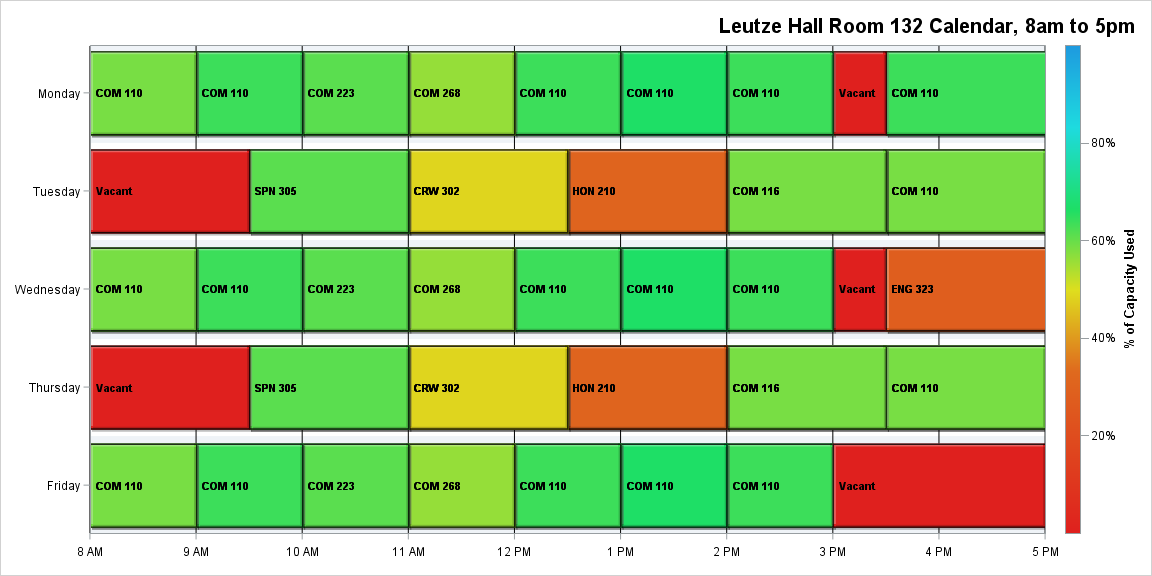 Leutze Hall Room 132 Calendar, 8am to 5pm
Monday
COM 110
COM 110
COM 223
COM 268
COM 110
COM 110
COM 110
Vacant
COM 110
Tuesday
Vacant
SPN 305
CRW 302
HON 210
COM 116
COM 110
Wednesday
COM 110
COM 110
COM 223
COM 268
COM 110
COM 110
COM 110
Vacant
ENG 323
Thursday
Vacant
SPN 305
CRW 302
HON 210
COM 116
COM 110
Friday
COM 110
COM 110
COM 223
COM 268
COM 110
COM 110
COM 110
Vacant
8 AM
9 AM
10 AM
11 AM
12 PM
1 PM
2 PM
3 PM
4 PM
5 PM
80%
60%
40%
20%
% of Capacity Used